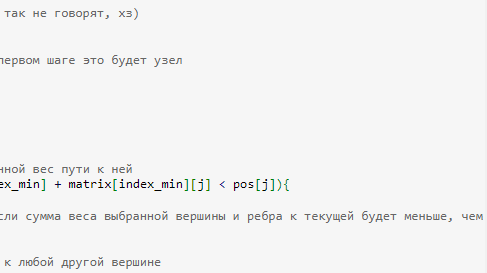 так не говорят, хз)
первом шаге это будет узел
нной вес пути к ней
ex_min] + matrix[index_min][j] < pos[j]){
сли сумма веса выбранной вершины и ребра к текущей будет меньше, чем
к любой другой вершине